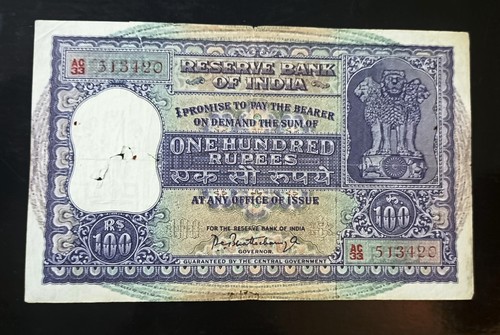 AC/33 513420
RESERVE BANK
OF INDIA
I PROMISE TO PAY THE BEARER
ON DEMAND THE SUM OF
ONE HUNDRED
RUPEES
एक सौ रुपये
AT ANY OFFICE OF ISSUE
FOR THE RESERVE BANK OF INDIA
GOVERNOR.
GUARANTEED BY THE CENTRAL GOVERNMENT
RS
100
100
AC/33 513420